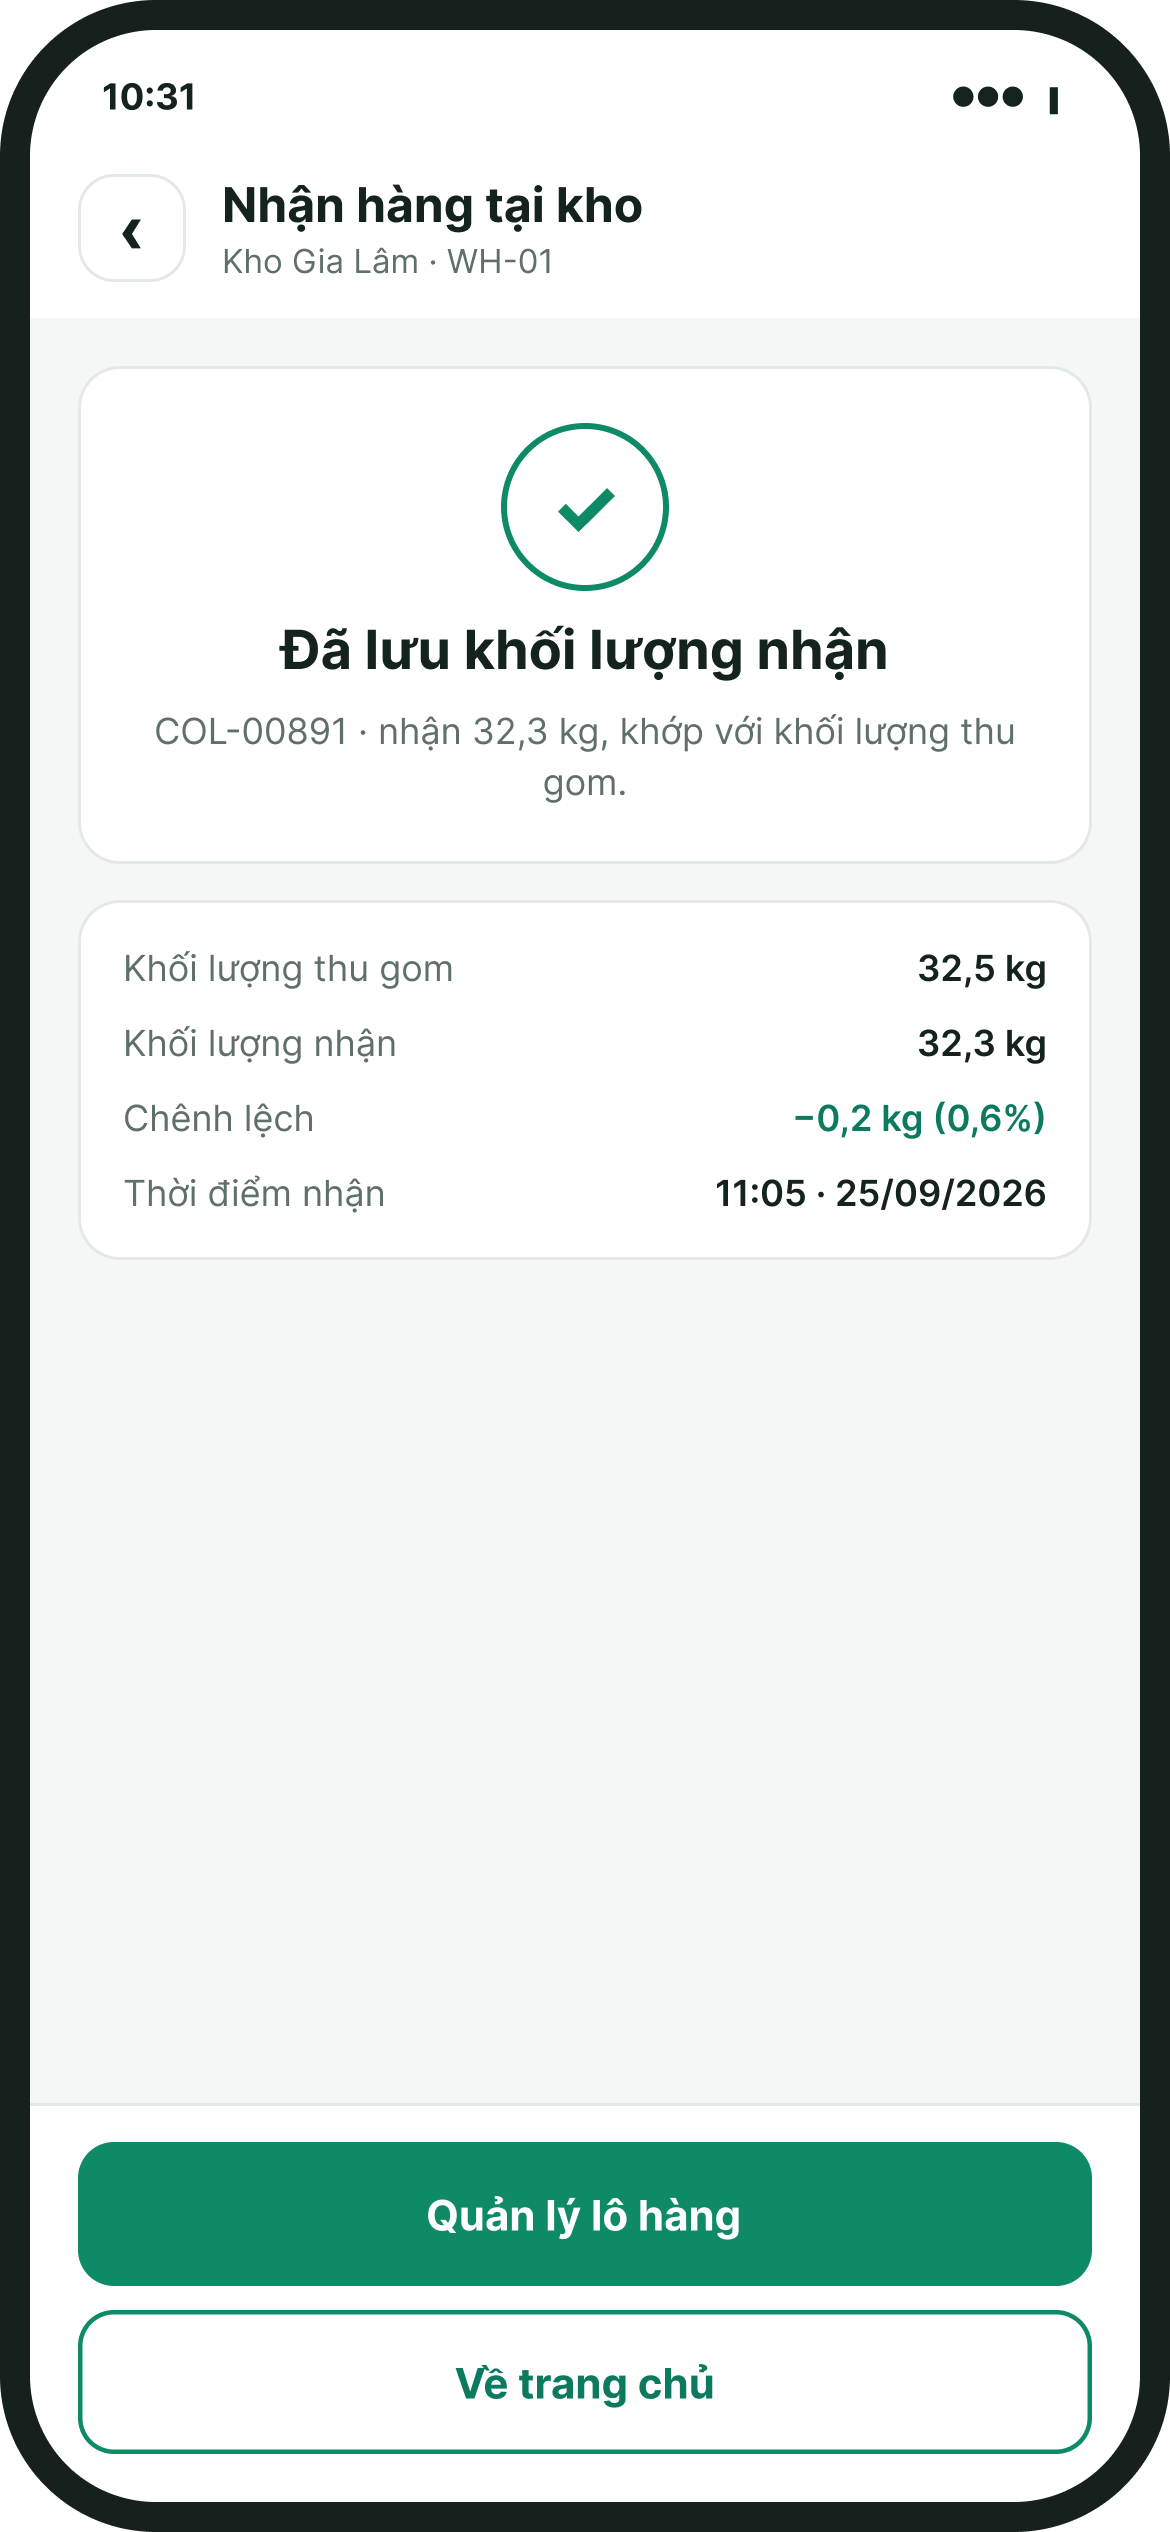 10:31
Nhận hàng tại kho
Kho Gia Lâm · WH-01
Đã lưu khối lượng nhận
COL-00891 · nhận 32,3 kg, khớp với khối lượng thu
gom.
Khối lượng thu gom 32,5 kg
Khối lượng nhận 32,3 kg
Chênh lệch −0,2 kg (0,6%)
Thời điểm nhận 11:05 · 25/09/2026
Quản lý lô hàng
Về trang chủ